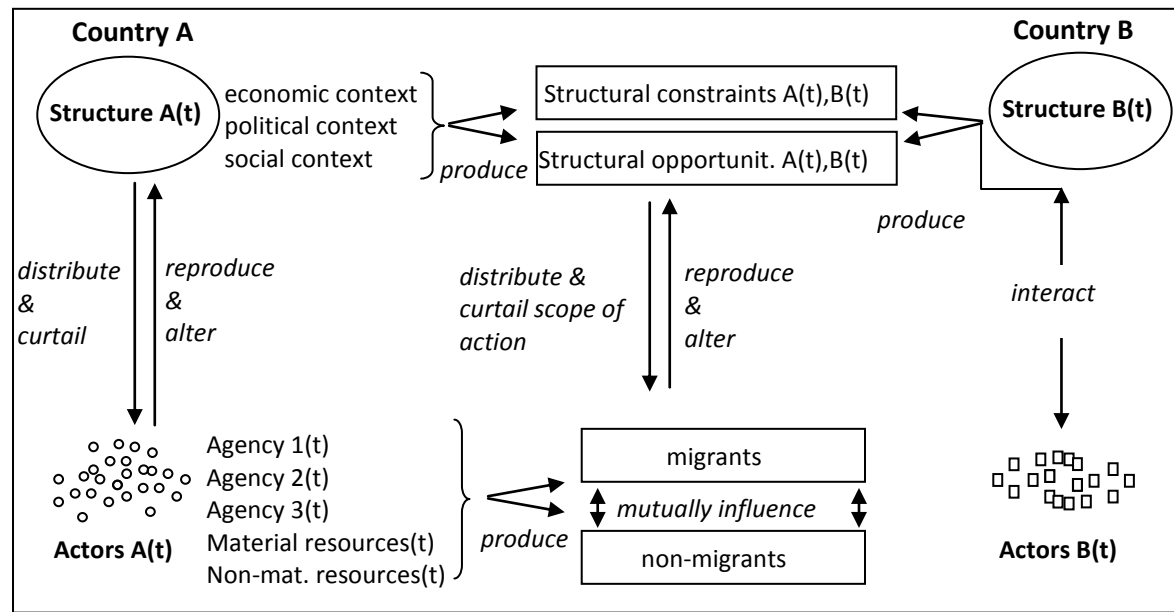 Country A
Country B
Structure A(t)
economic context
political context
social context
produce
Structural constraints A(t),B(t)
Structural opportunit. A(t),B(t)
Structure B(t)
produce
distribute
&
curtail
reproduce
&
alter
distribute &
curtail scope of
action
reproduce
&
alter
interact
Agency 1(t)
Agency 2(t)
Agency 3(t)
Material resources(t)
Non-mat. resources(t)
produce
migrants
mutually influence
non-migrants
Actors A(t)
Actors B(t)